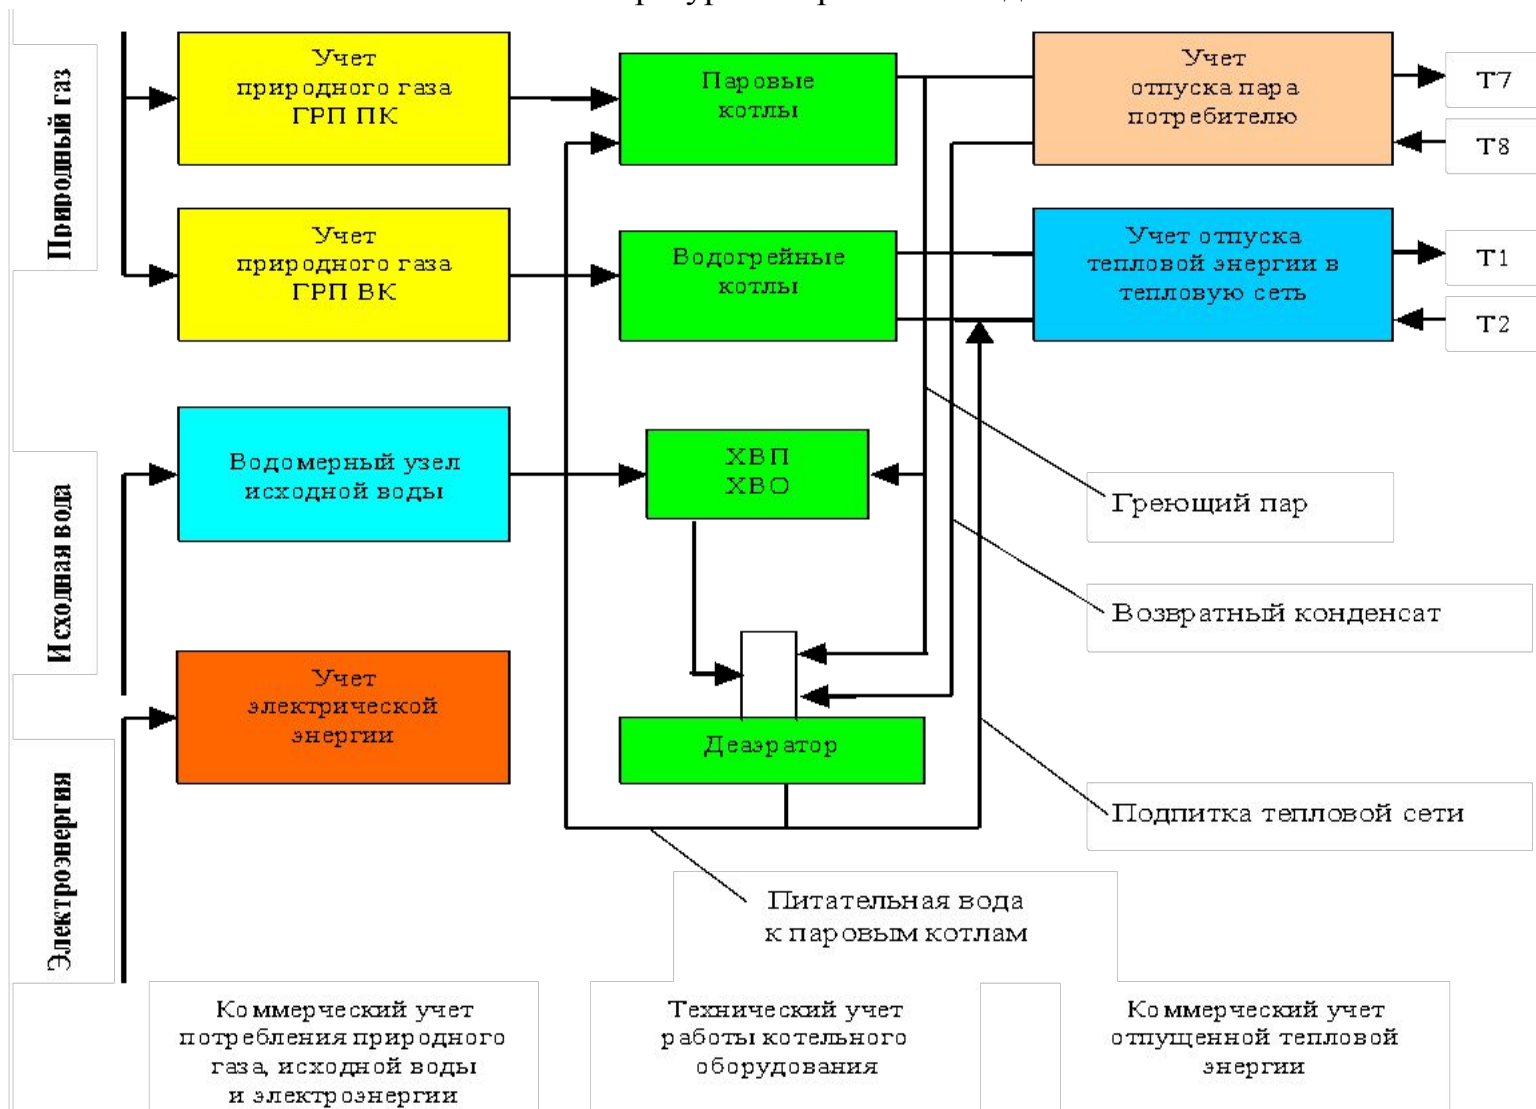 Природный газ
Учет
природного газа
ГРП ПК
Паровые
котлы
Учет
отпуска пара
потребителю
Т7
Т8
Учет
природного газа
ГРП ВК
Водогрейные
котлы
Учет отпуска
тепловой энергии в
тепловую сеть
Т1
Т2
Исходная вода
Водомерный узел
исходной воды
ХВП
ХВО
Греющий пар
Возвратный конденсат
Электроэнергия
Учет
электрической
энергии
Деаэратор
Подпитка тепловой сети
Питательная вода
к паровым котлам
Коммерческий учет
потребления природного
газа, исходной воды
и электроэнергии
Технический учет
работы котельного
оборудования
Коммерческий учет
отпущенной тепловой
энергии